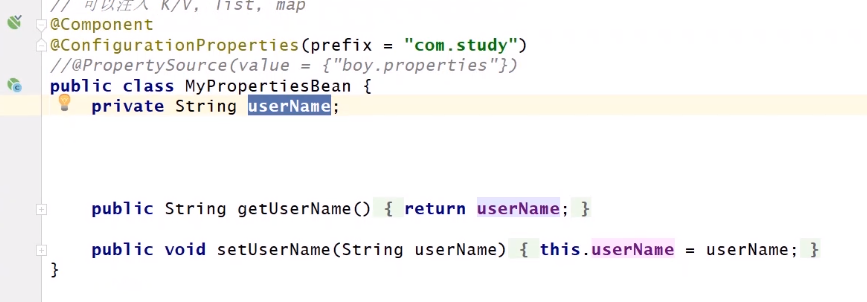 // 可以注入 K/V, list, map
@Component
@ConfigurationProperties(prefix = "com.study")
//@PropertySource(value = {"boy.properties"})
public class MyPropertiesBean {
private String userName;
public String getUserName() { return userName; }
public void setUserName(String userName) { this.userName = userName; }
}